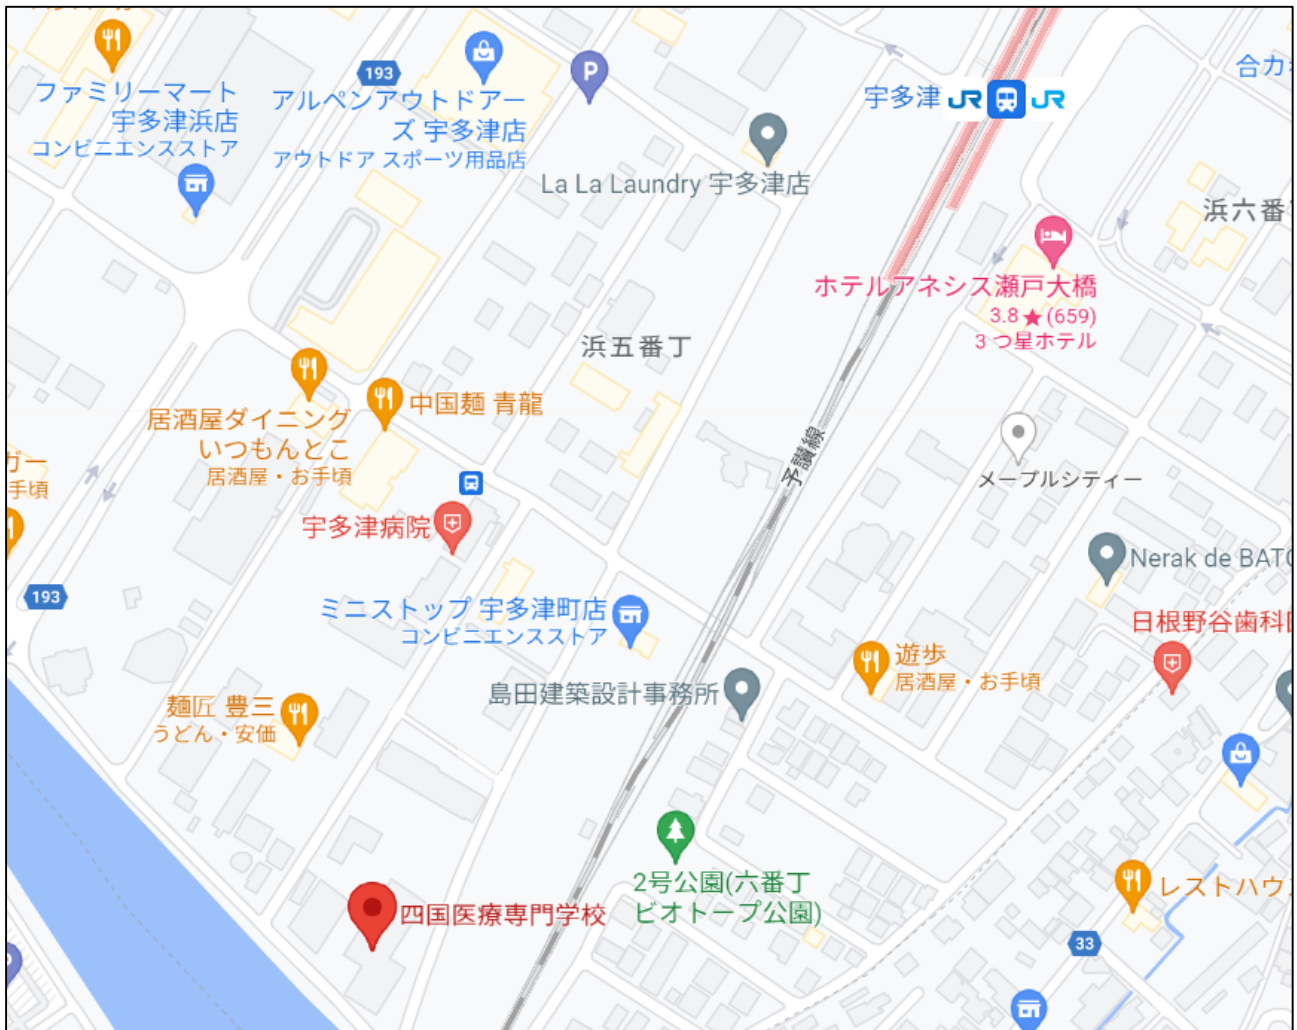 193
ファミリーマート
宇多津浜店
コンビニエンスストア
アルペンアウトドアー
ズ 宇多津店
アウトドア スポーツ用品店
P
宇多津 JR JR
La La Laundry 宇多津店
浜六番
ホテルアネシス瀬戸大橋
3.8★(659)
3 つ星ホテル
浜五番丁
居酒屋ダイニング
いつもんとこ
居酒屋・お手頃
中国麺 青龍
ガー
手頃
予讃線
メープルシティー
宇多津病院
Nerak de BATO
193
ミニストップ 宇多津町店
コンビニエンスストア
日根野谷歯科
遊歩
居酒屋・お手頃
島田建築設計事務所
麺匠 豊三
うどん・安価
2号公園(六番丁
ビオトープ公園)
レストハウ
四国医療専門学校
33